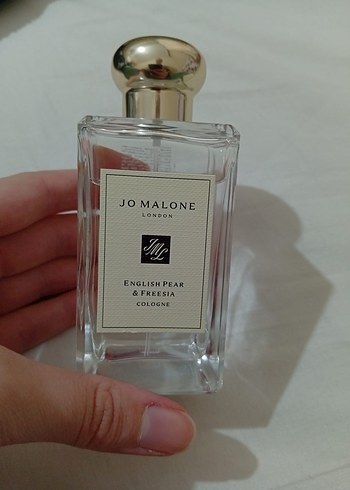 JO MALONE
LONDON
JML
ENGLISH PEAR
& FREESIA
COLOGNE